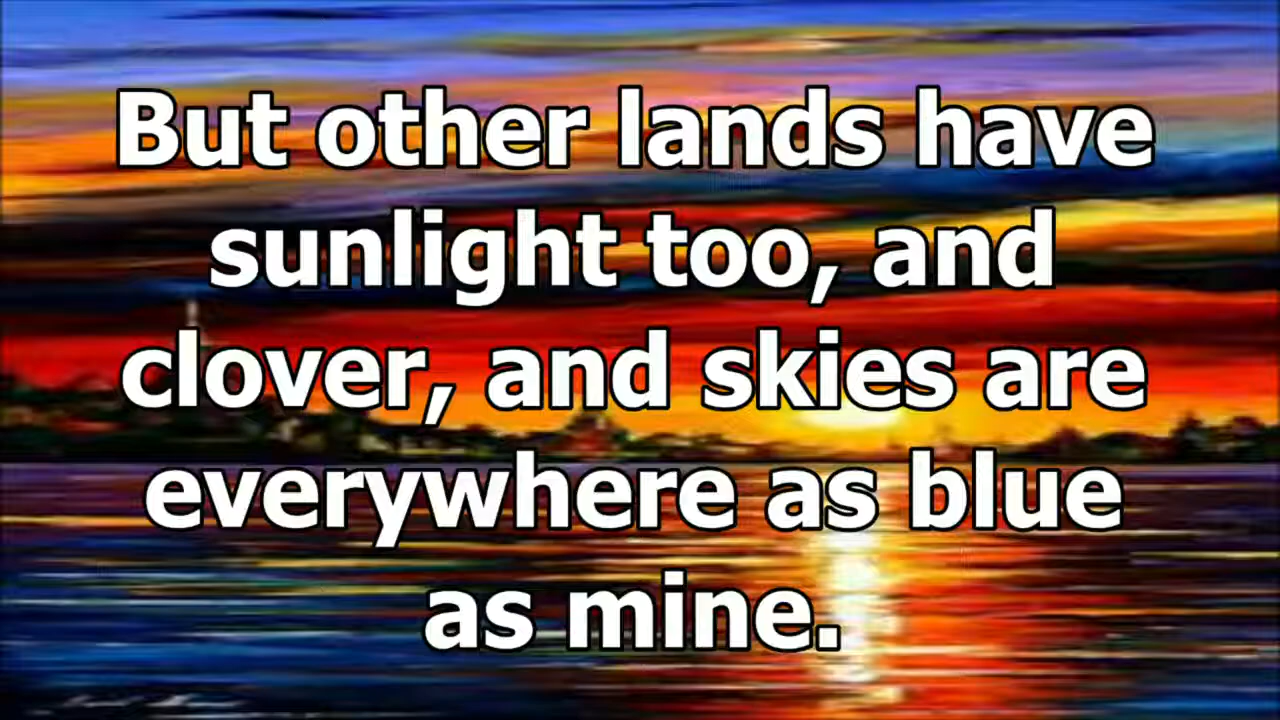 But other lands have
sunlight too, and
clover, and skies are
everywhere as blue
as mine.